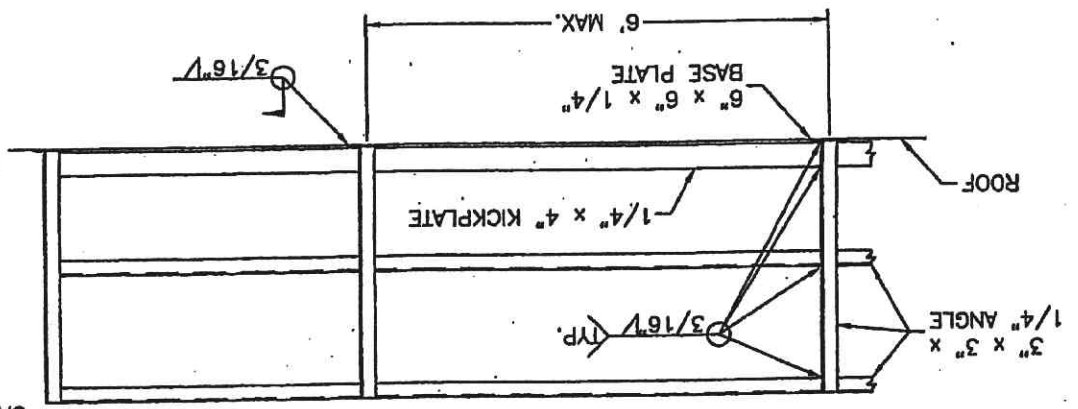 3" x 3" x
1/4" ANGLE
3/16"
TYP.
1/4" x 4" KICKPLATE
ROOF
6" x 6" x 1/4"
BASE PLATE
3/16"
6' MAX.